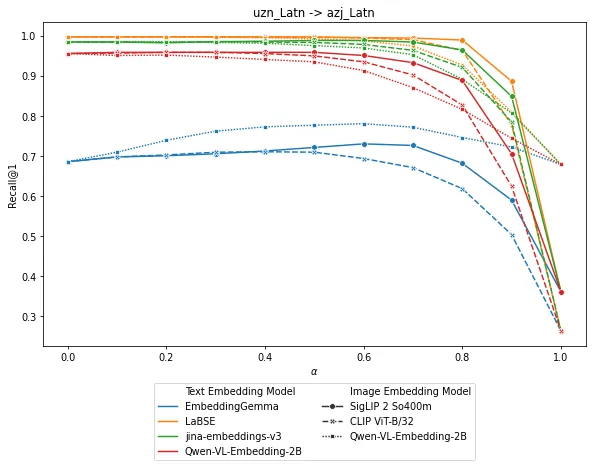 uzn_Latn -> azj_Latn
Recall@1
1.0
0.9
0.8
0.7
0.6
0.5
0.4
0.3
0.0 0.2 0.4 0.6 0.8 1.0
α
Text Embedding Model
EmbeddingGemma
LaBSE
jina-embeddings-v3
Qwen-VL-Embedding-2B
Image Embedding Model
SigLIP 2 So400m
CLIP ViT-B/32
Qwen-VL-Embedding-2B